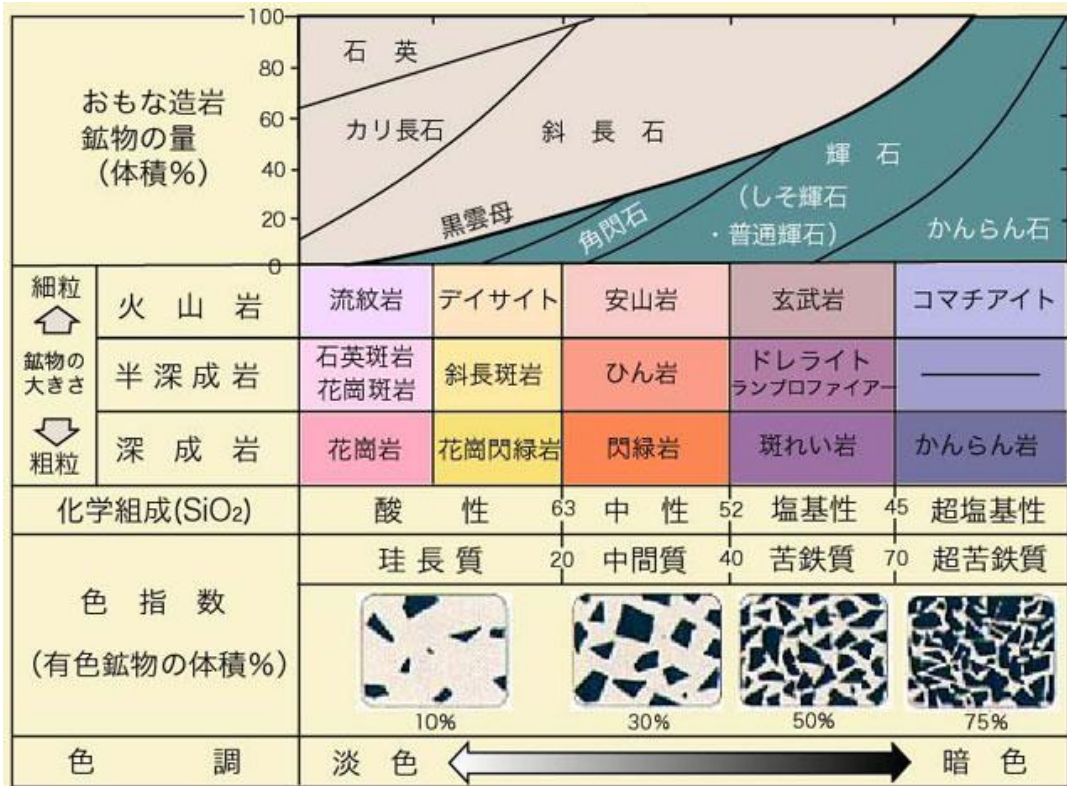 おもな造岩
鉱物の量
(体積%)
100
80
60
40
20
0
石 英
カリ長石
斜 長 石
黒雲母
角閃石
輝 石
(しそ輝石
・普通輝石)
かんらん石
細粒
鉱物の
大きさ
粗粒
火 山 岩
流紋岩
デイサイト
安山岩
玄武岩
コマチアイト
半 深 成 岩
石英斑岩
花崗斑岩
斜長斑岩
ひん岩
ドレライト
ランプロファイアー
深 成 岩
花崗岩
花崗閃緑岩
閃緑岩
斑れい岩
かんらん岩
化学組成(SiO₂)
酸 性
63
中 性
52
塩基性
45
超塩基性
色 指 数
(有色鉱物の体積%)
珪 長 質
20
中間質
40
苦鉄質
70
超苦鉄質
10%
30%
50%
75%
色 調
淡 色
暗 色